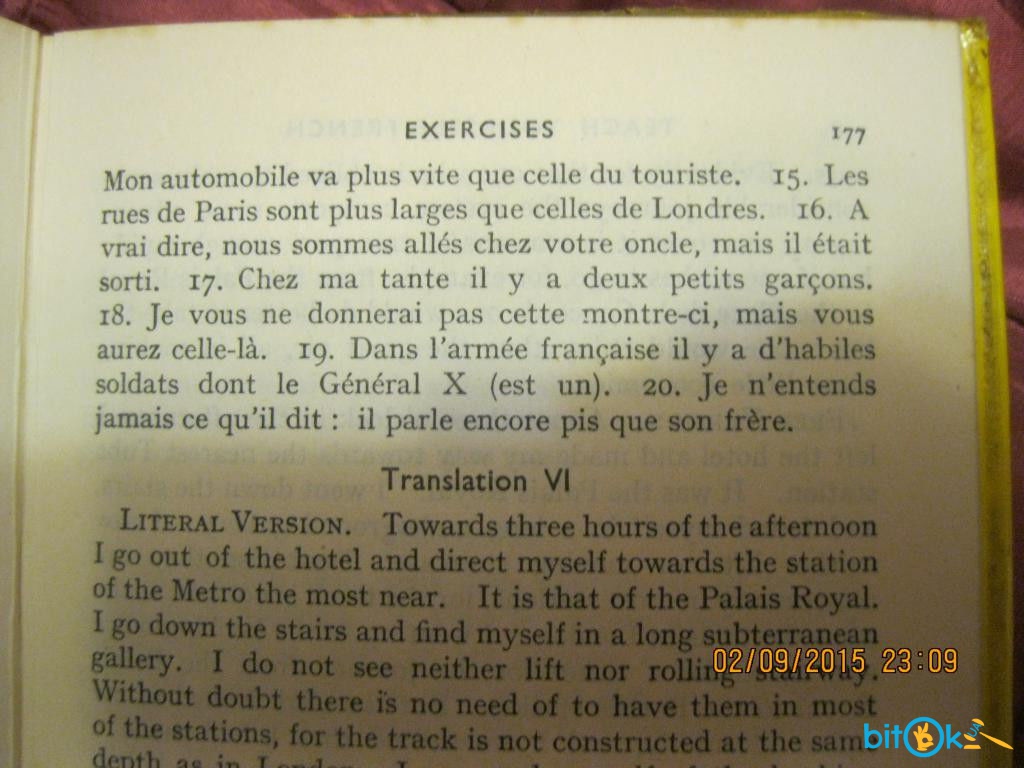 EXERCISES 177
Mon automobile va plus vite que celle du touriste. 15. Les
rues de Paris sont plus larges que celles de Londres. 16. A
vrai dire, nous sommes allés chez votre oncle, mais il était
sorti. 17. Chez ma tante il y a deux petits garçons.
18. Je vous ne donnerai pas cette montre-ci, mais vous
aurez celle-là. 19. Dans l'armée française il y a d'habiles
soldats dont le Général X (est un). 20. Je n'entends
jamais ce qu'il dit : il parle encore pis que son frère.
Translation VI
LITERAL VERSION. Towards three hours of the afternoon
I go out of the hotel and direct myself towards the station
of the Metro the most near. It is that of the Palais Royal.
I go down the stairs and find myself in a long subterranean
gallery. I do not see neither lift nor rolling stairway.
02/09/2015 23:09
Without doubt there is no need of to have them in most
of the stations, for the track is not constructed at the same
depth as in London.
bitOk UA